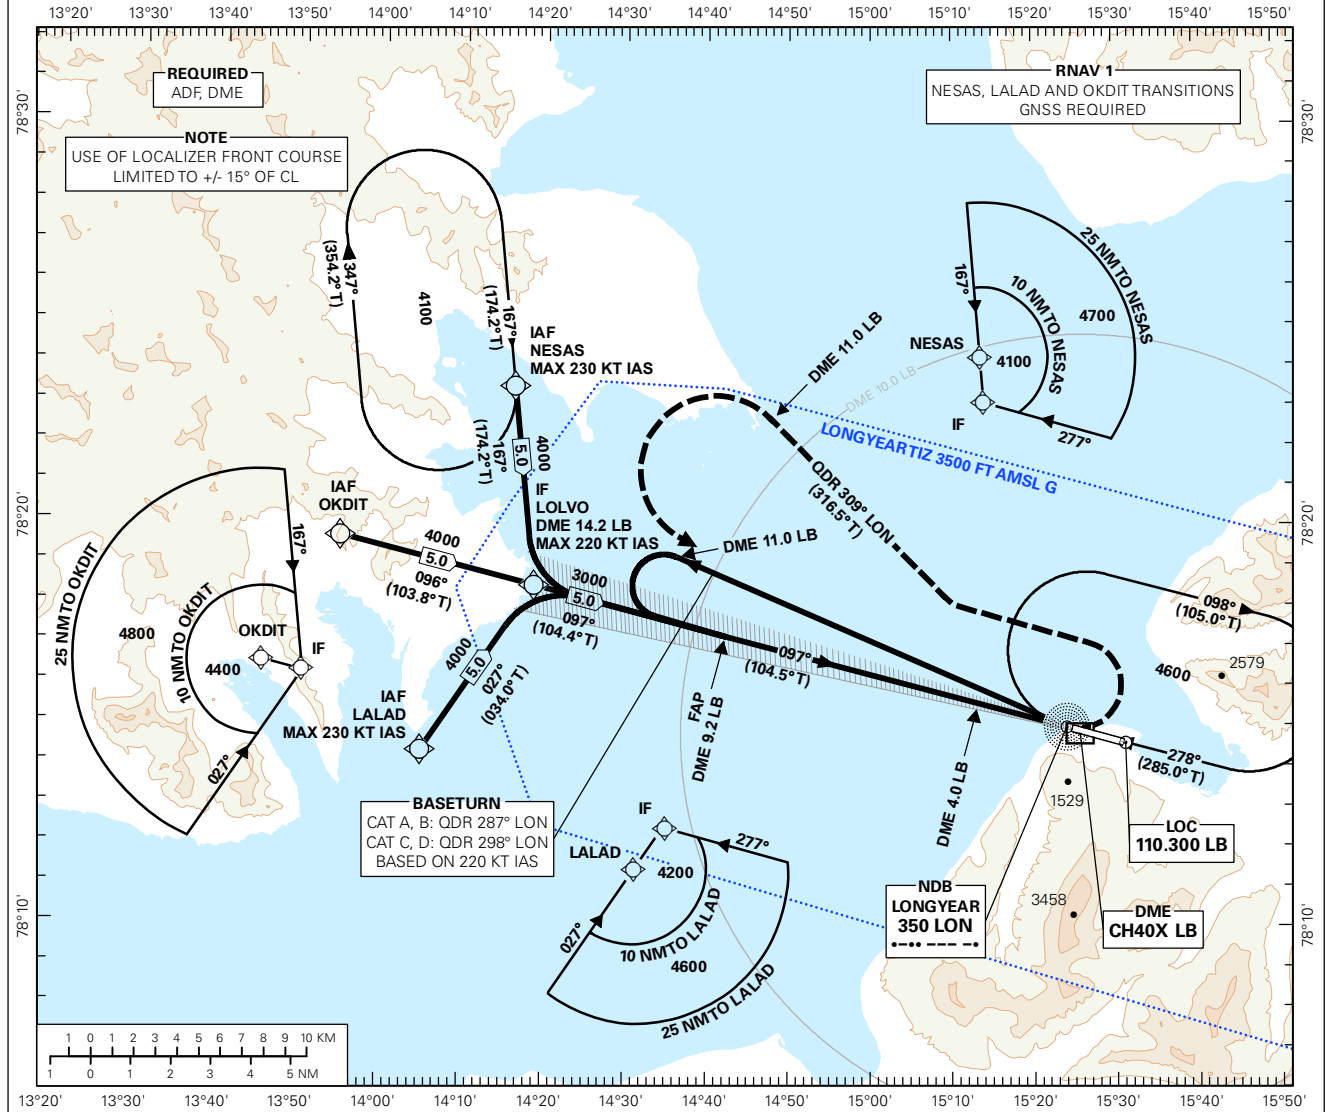 13°20' 13°30' 13°40' 13°50' 14°00' 14°10' 14°20' 14°30' 14°40' 14°50' 15°00' 15°10' 15°20' 15°30' 15°40' 15°50'
REQUIRED
ADF, DME
NOTE
USE OF LOCALIZER FRONT COURSE
LIMITED TO +/- 15° OF CL
RNAV 1
NESAS, LALAD AND OKDIT TRANSITIONS
GNSS REQUIRED
78°30'
78°30'
347°
(354.2°T)
4100
167°
(174.2°T)
IAF
NESAS
MAX 230 KT IAS
167°
(174.2°T)
4000
5.0
DME 11.0 LB
DME 10.0 LB
LONGYEAR TIZ 3500 FT AMSL G
167°
25 NM TO NESAS
10 NM TO NESAS
4700
NESAS
4100
IF
277°
QDR 309° LON
(316.5°T)
IAF
OKDIT
4000
5.0
096°
(103.8°T)
IF
LOLVO
DME 14.2 LB
MAX 220 KT IAS
DME 11.0 LB
3000
5.0
097°
(104.4°T)
78°20'
78°20'
25 NM TO OKDIT
10 NM TO OKDIT
167°
4800
OKDIT
IF
4400
027°
4000
5.0
027°
(034.0°T)
IAF
LALAD
MAX 230 KT IAS
097°
(104.5°T)
FAP
DME 9.2 LB
DME 4.0 LB
098°
(105.0°T)
4600
2579
278°
(285.0°T)
1529
BASETURN
CAT A, B: QDR 287° LON
CAT C, D: QDR 298° LON
BASED ON 220 KT IAS
IF
LALAD
277°
4200
027°
10 NM TO LALAD
4600
25 NM TO LALAD
LOC
110.300 LB
NDB
LONGYEAR
350 LON
3458
DME
CH40X LB
78°10'
78°10'
1 0 1 2 3 4 5 6 7 8 9 10 KM
1 0 1 2 3 4 5 NM
13°20' 13°30' 13°40' 13°50' 14°00' 14°10' 14°20' 14°30' 14°40' 14°50' 15°00' 15°10' 15°20' 15°30' 15°40' 15°50'